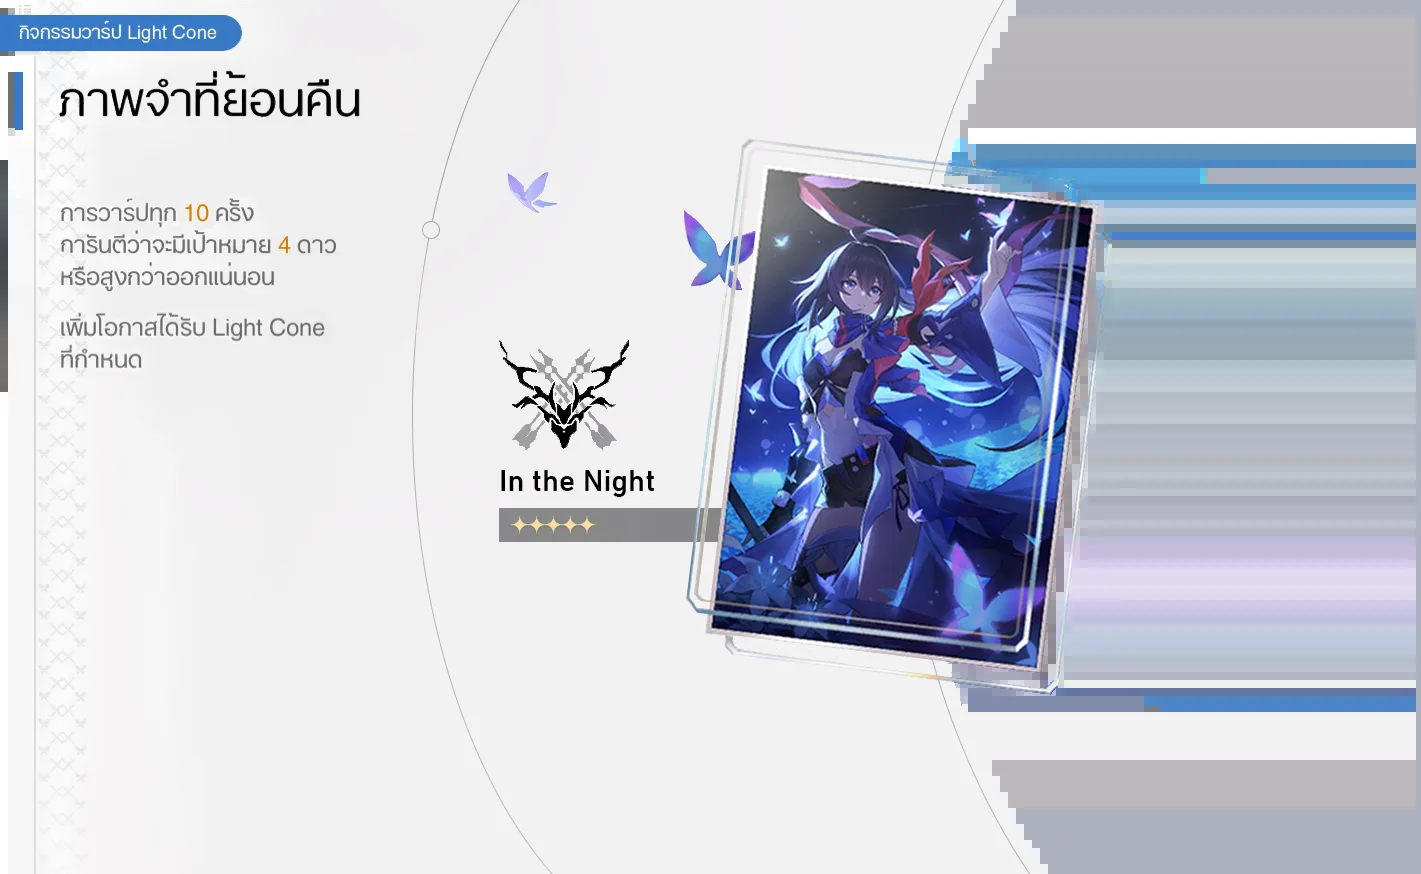 กิจกรรมวาร์ป Light Cone
ภาพจำที่ย้อนคืน
การวาร์ปทุก 10 ครั้ง
การันตีว่าจะมีเป้าหมาย 4 ดาว
หรือสูงกว่าออกแน่นอน
เพิ่มโอกาสได้รับ Light Cone
ที่กำหนด
In the Night